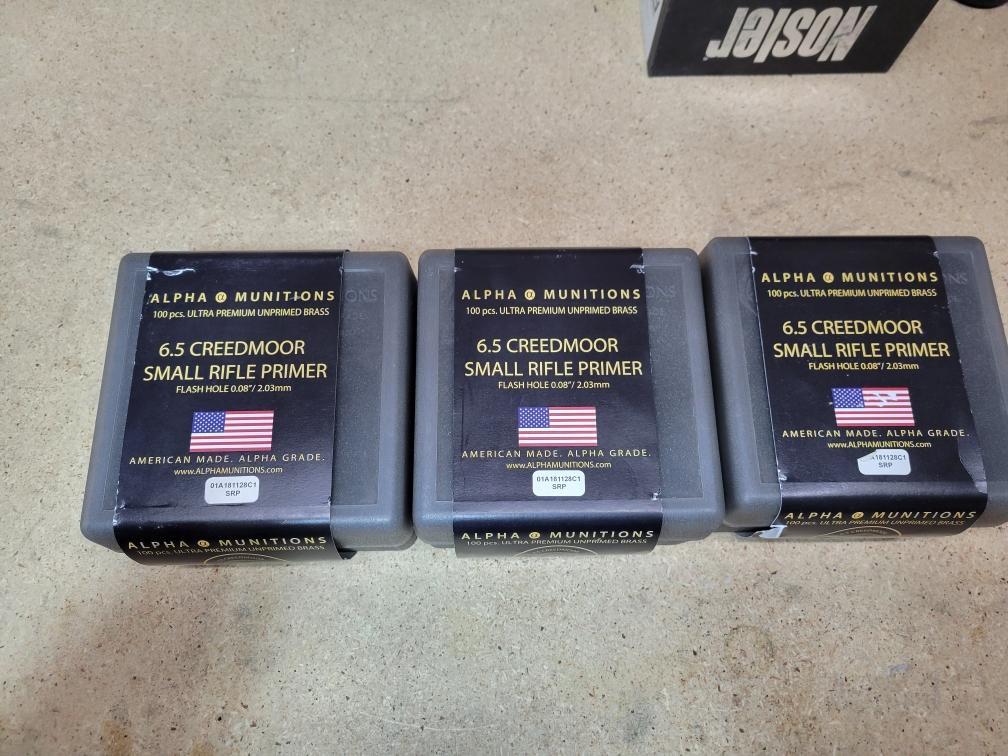 Nosler
ALPHA α MUNITIONS
100 pcs. ULTRA PREMIUM UNPRIMED BRASS
6.5 CREEDMOOR
SMALL RIFLE PRIMER
FLASH HOLE 0.08"/ 2.03mm
AMERICAN MADE. ALPHA GRADE.
www.ALPHAMUNITIONS.com
01A181128C1
SRP
ALPHA α MUNITIONS
100 pcs. ULTRA PREMIUM UNPRIMED BRASS
ALPHA α MUNITIONS
100 pcs. ULTRA PREMIUM UNPRIMED BRASS
6.5 CREEDMOOR
SMALL RIFLE PRIMER
FLASH HOLE 0.08"/ 2.03mm
AMERICAN MADE. ALPHA GRADE.
www.ALPHAMUNITIONS.com
01A181128C1
SRP
ALPHA α MUNITIONS
100 pcs. ULTRA PREMIUM UNPRIMED BRASS
ALPHA α MUNITIONS
100 pcs. ULTRA PREMIUM UNPRIMED BRASS
6.5 CREEDMOOR
SMALL RIFLE PRIMER
FLASH HOLE 0.08"/ 2.03mm
AMERICAN MADE. ALPHA GRADE.
www.ALPHAMUNITIONS.com
A181128C1
SRP
ALPHA α MUNITIONS
100 pcs. ULTRA PREMIUM UNPRIMED BRASS